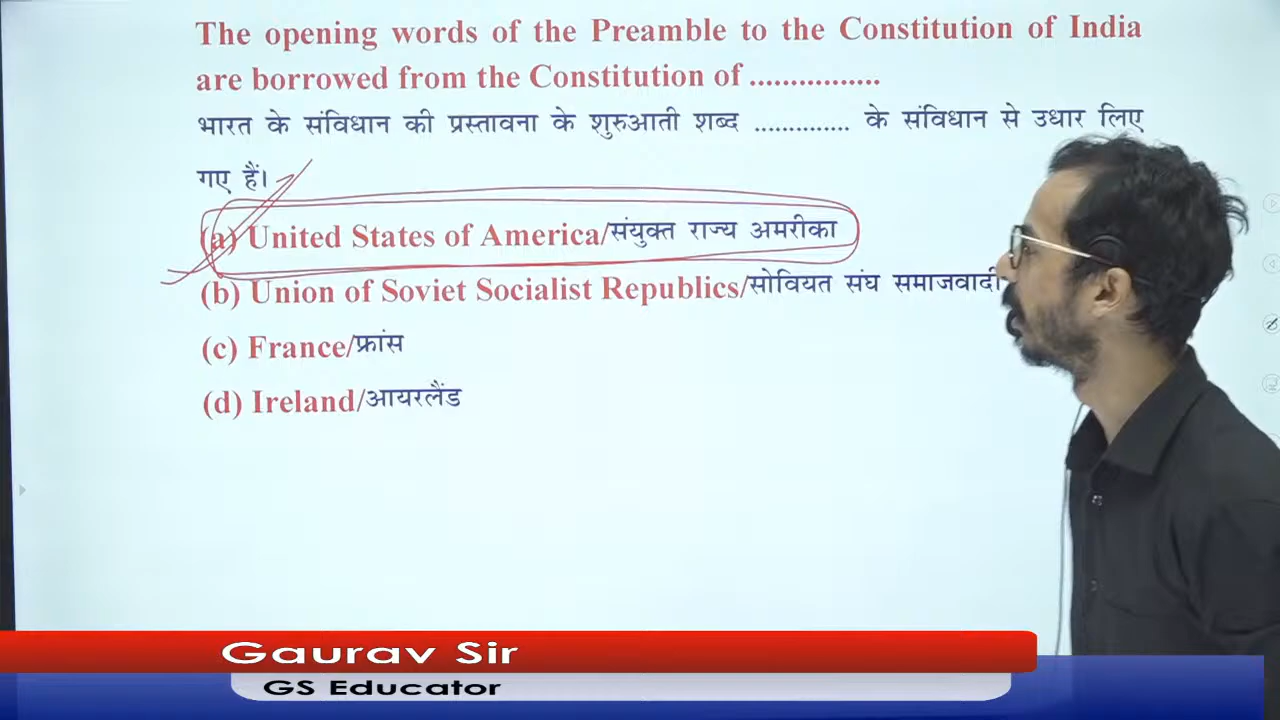 The opening words of the Preamble to the Constitution of India
are borrowed from the Constitution of ................
भारत के संविधान की प्रस्तावना के शुरुआती शब्द .............. के संविधान से उधार लिए
गए हैं।
(a) United States of America/संयुक्त राज्य अमरीका
(b) Union of Soviet Socialist Republics/सोवियत संघ समाजवादी
(c) France/फ्रांस
(d) Ireland/आयरलैंड
Gaurav Sir
GS Educator